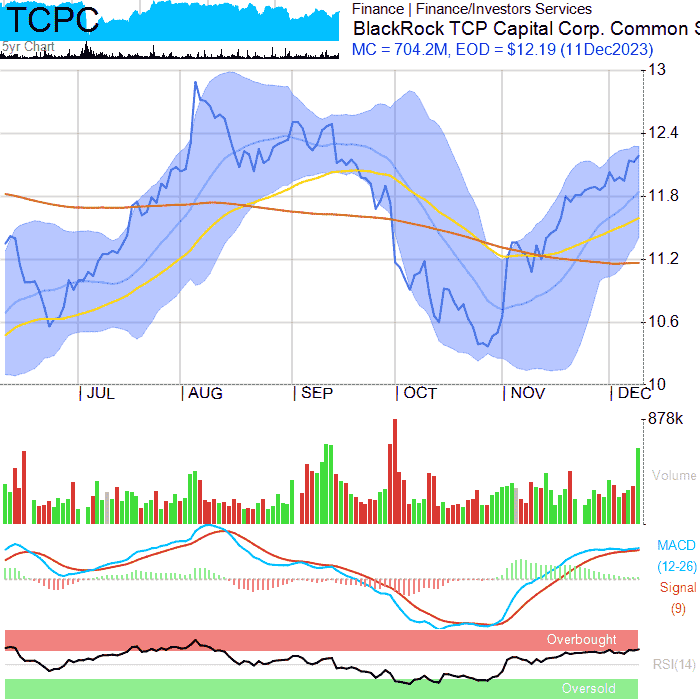 TCPC
5yr Chart
Finance | Finance/Investors Services
BlackRock TCP Capital Corp. Common S
MC = 704.2M, EOD = $12.19 (11Dec2023)
13
12.4
11.8
11.2
10.6
10
JUL AUG SEP OCT NOV DEC
878k
Volume
MACD
(12-26)
Signal
(9)
Overbought
RSI(14)
Oversold